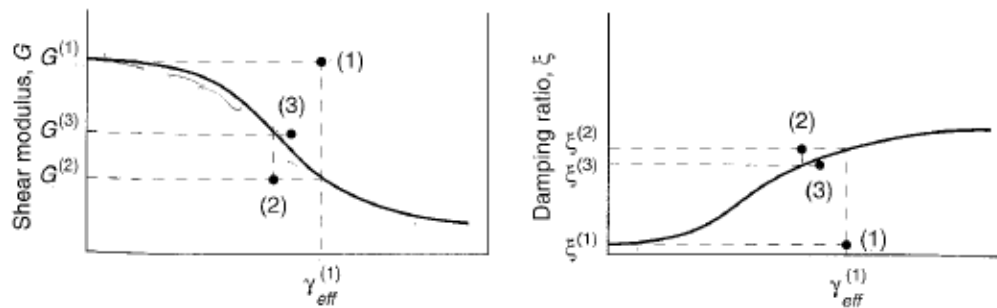 Shear modulus, G
G(1)
G(3)
G(2)
(1)
(3)
(2)
γeff(1)
Damping ratio, ξ
ξ(2)
ξ(3)
ξ(1)
(2)
(3)
(1)
γeff(1)